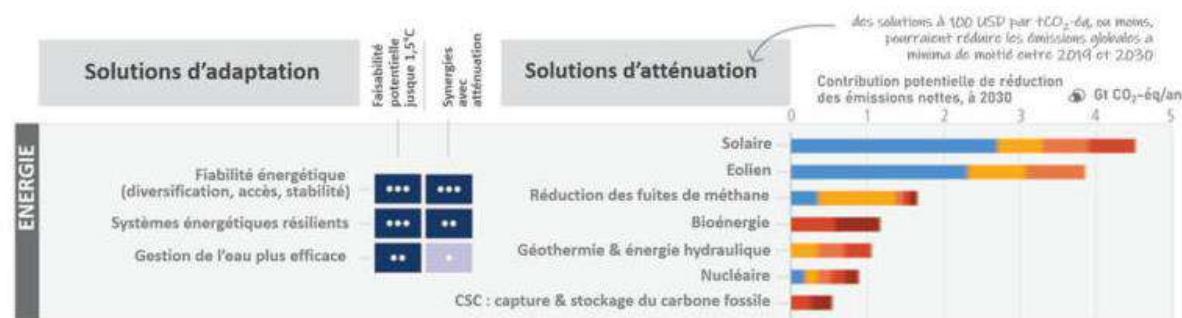 des solutions à 100 USD par tCO₂-éq, ou moins,
pourraient réduire les émissions globales a
minima de moitié entre 2019 et 2030
Solutions d'adaptation
Faisabilité
potentielle
jusque 1,5°C
Synergies
avec
atténuation
Solutions d'atténuation
Contribution potentielle de réduction
des émissions nettes, à 2030
Gt CO₂-éq/an
0 1 2 3 4 5
ENERGIE
Fiabilité énergétique
(diversification, accès, stabilité)
Systèmes énergétiques résilients
Gestion de l'eau plus efficace
Solaire
Eolien
Réduction des fuites de méthane
Bioénergie
Géothermie & énergie hydraulique
Nucléaire
CSC : capture & stockage du carbone fossile